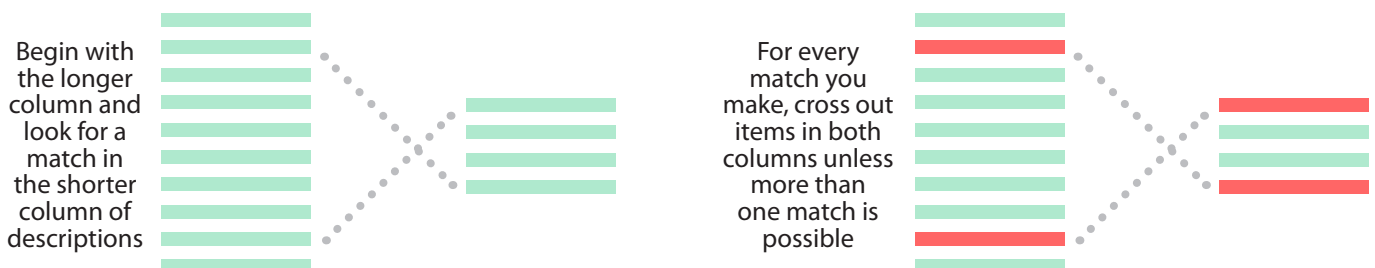 Begin with
the longer
column and
look for a
match in
the shorter
column of
descriptions
For every
match you
make, cross out
items in both
columns unless
more than
one match is
possible